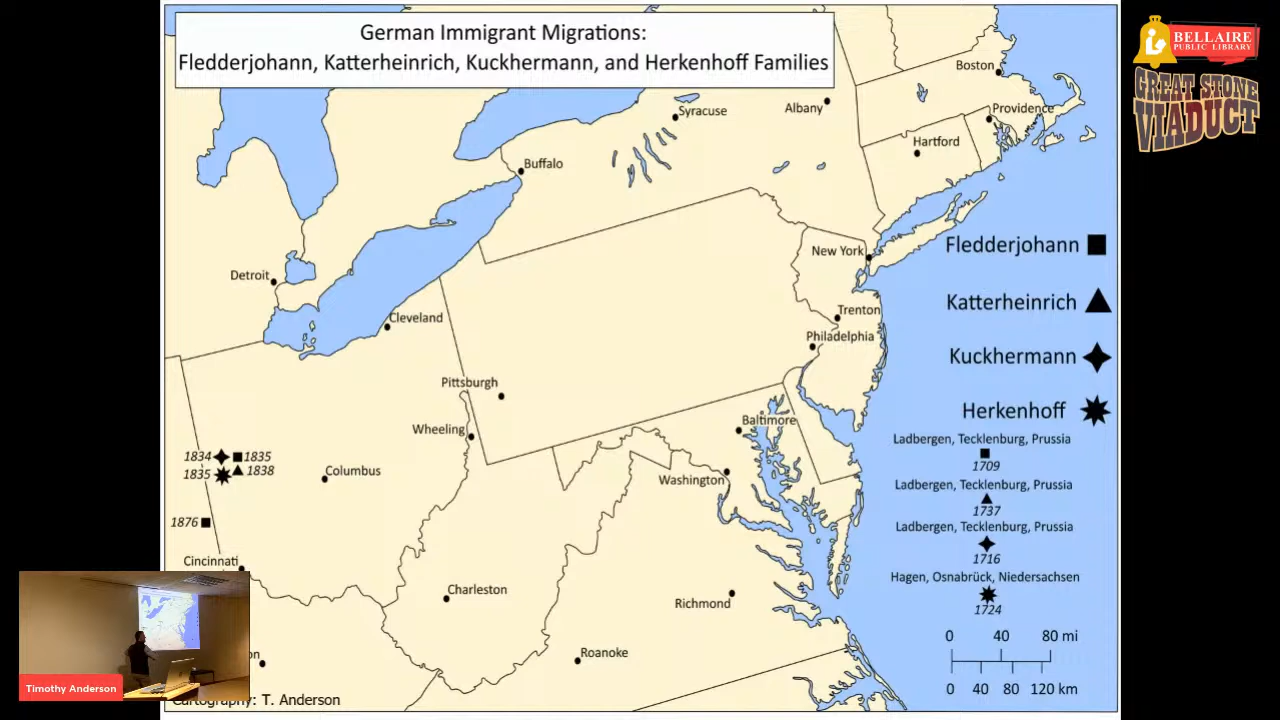 German Immigrant Migrations:
Fledderjohann, Katterheinrich, Kuckhermann, and Herkenhoff Families
BELLAIRE
PUBLIC LIBRARY
GREAT STONE
VIADUCT
Boston
Syracuse
Albany
Providence
Hartford
Buffalo
New York
Fledderjohann
Detroit
Katterheinrich
Trenton
Cleveland
Philadelphia
Kuckhermann
Pittsburgh
Herkenhoff
Baltimore
Wheeling
Ladbergen, Tecklenburg, Prussia
1709
1834 1835
1835 1838
Columbus
Washington
Ladbergen, Tecklenburg, Prussia
1737
1876
Ladbergen, Tecklenburg, Prussia
1716
Cincinnati
Hagen, Osnabrück, Niedersachsen
1724
Charleston
Richmond
0 40 80 mi
Roanoke
on
0 40 80 120 km
Timothy Anderson
Cartography: T. Anderson